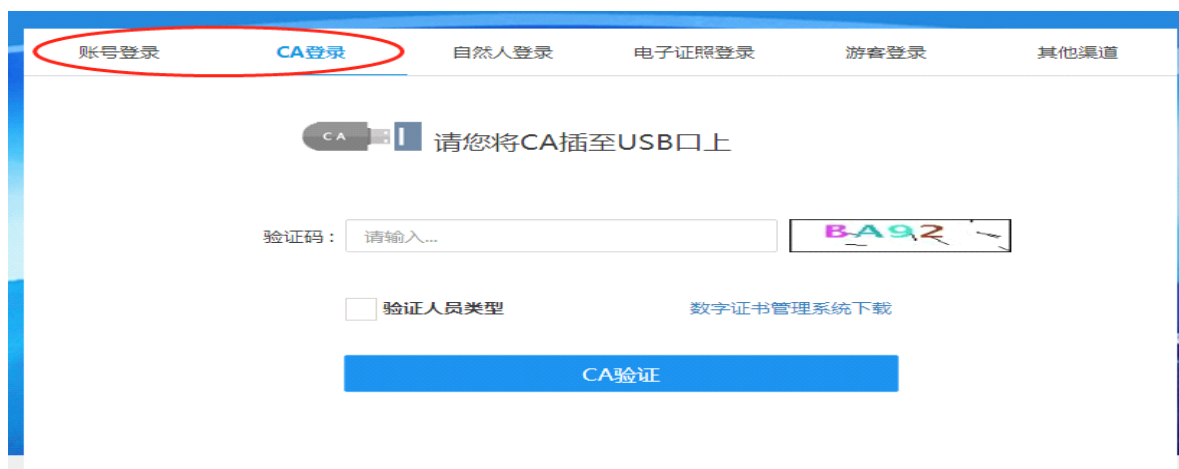 账号登录 CA登录 自然人登录 电子证照登录 游客登录 其他渠道
CA 请您将CA插至USB口上
验证码： 请输入... BA92
验证人员类型 数字证书管理系统下载
CA验证